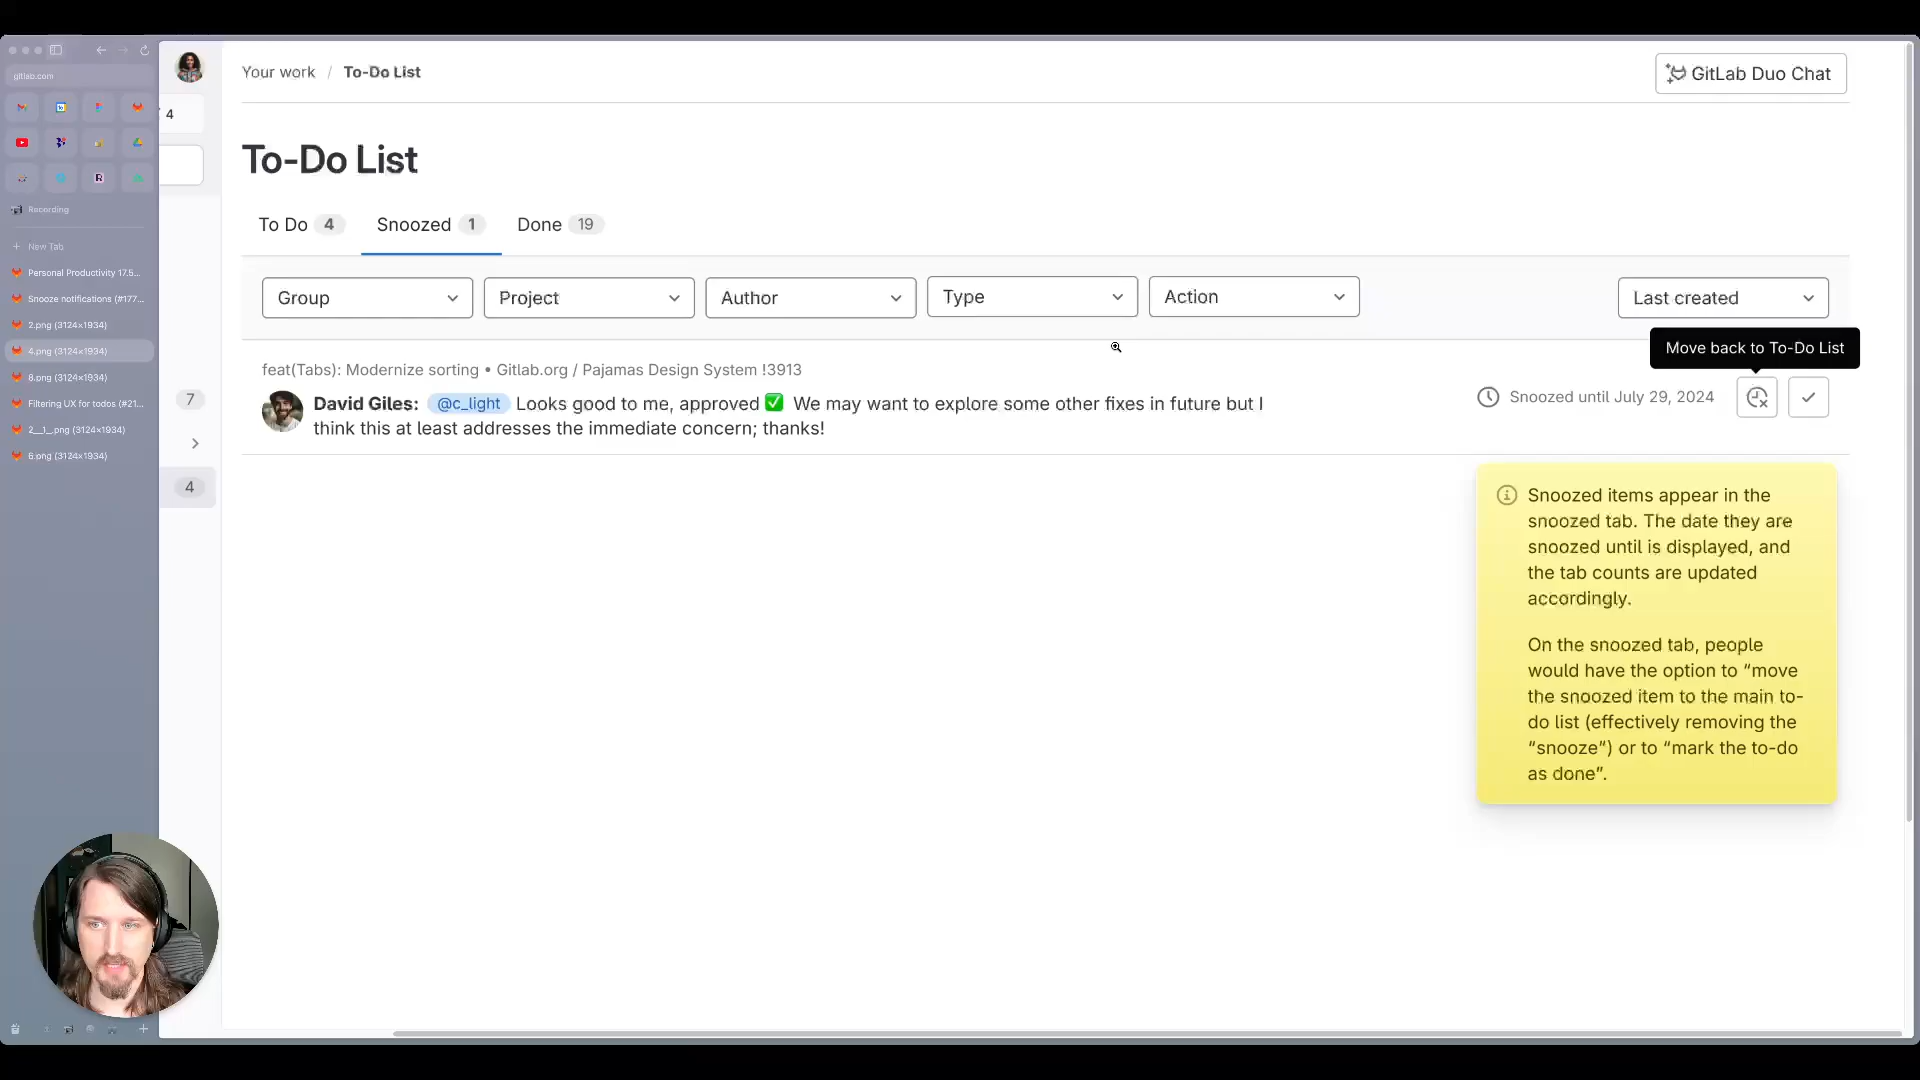 gitlab.com
Recording
New Tab
Personal Productivity 17.5...
Snooze notifications (#177...
2.png (3124×1934)
4.png (3124×1934)
8.png (3124×1934)
Filtering UX for todos (#21...
2__1_.png (3124×1934)
6.png (3124×1934)
4
7
4
Your work / To-Do List
GitLab Duo Chat
To-Do List
To Do 4 Snoozed 1 Done 19
Group Project Author Type Action Last created
Move back to To-Do List
feat(Tabs): Modernize sorting • Gitlab.org / Pajamas Design System !3913
David Giles: @c_light Looks good to me, approved ✅ We may want to explore some other fixes in future but I
think this at least addresses the immediate concern; thanks!
Snoozed until July 29, 2024
Snoozed items appear in the
snoozed tab. The date they are
snoozed until is displayed, and
the tab counts are updated
accordingly.
On the snoozed tab, people
would have the option to “move
the snoozed item to the main to-
do list (effectively removing the
“snooze”) or to “mark the to-do
as done”.